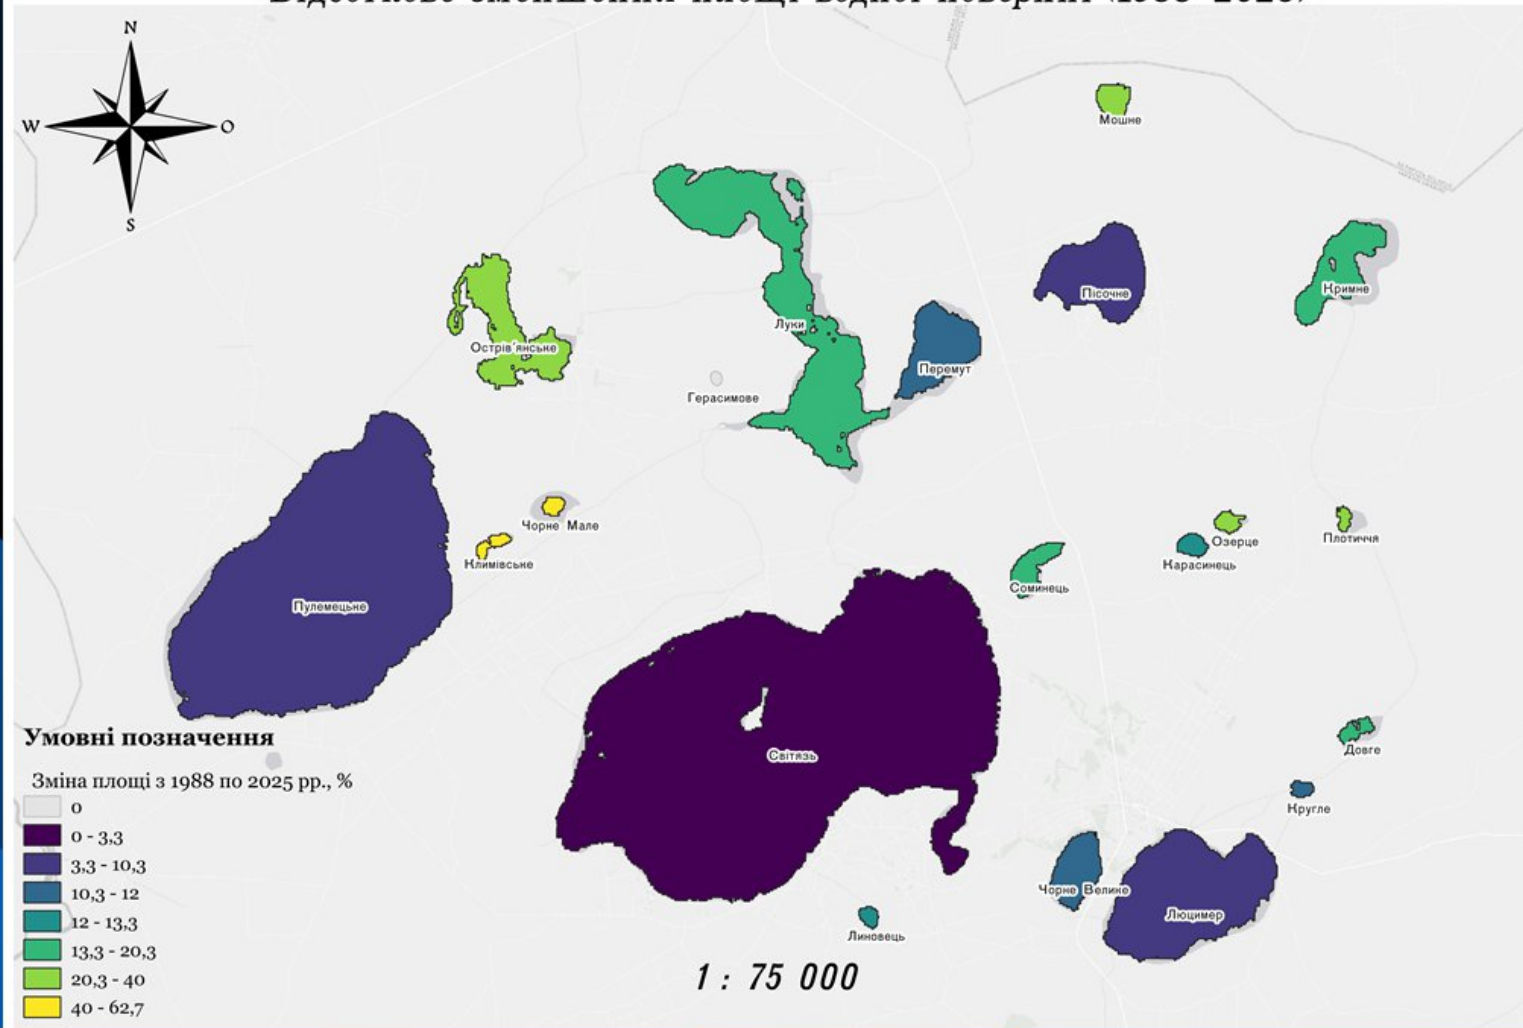 N
W
O
S
Мошне
Пісочне
Кримне
Луки
Острів'янське
Перемут
Герасимове
Чорне Мале
Климівське
Озерце
Плотиччя
Карасинець
Соминець
Пулемецьке
Світязь
Довге
Кругле
Чорне Велике
Люцимер
Линовець
Умовні позначення
Зміна площі з 1988 по 2025 рр., %
0
0 - 3,3
3,3 - 10,3
10,3 - 12
12 - 13,3
13,3 - 20,3
20,3 - 40
40 - 62,7
1 : 75 000